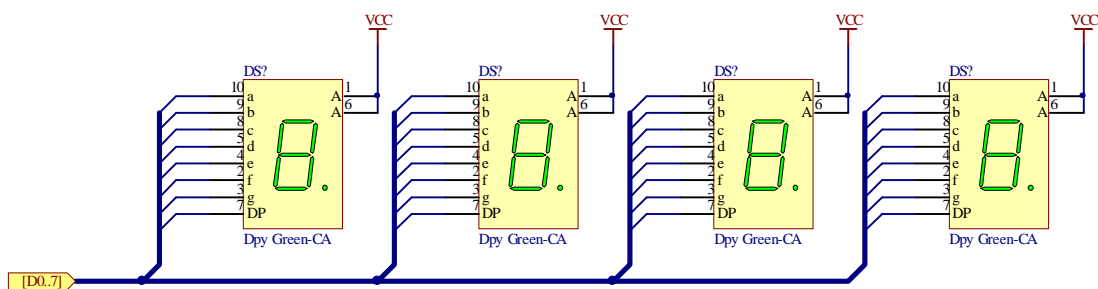 VCC VCC VCC VCC
DS? DS? DS? DS?
10 a A 1 10 a A 1 10 a A 1 10 a A 1
9 b A 6 9 b A 6 9 b A 6 9 b A 6
8 c 8 c 8 c 8 c
5 d 5 d 5 d 5 d
4 e 4 e 4 e 4 e
2 f 2 f 2 f 2 f
3 g 3 g 3 g 3 g
7 DP 7 DP 7 DP 7 DP
Dpy Green-CA Dpy Green-CA Dpy Green-CA Dpy Green-CA
[D0..7]